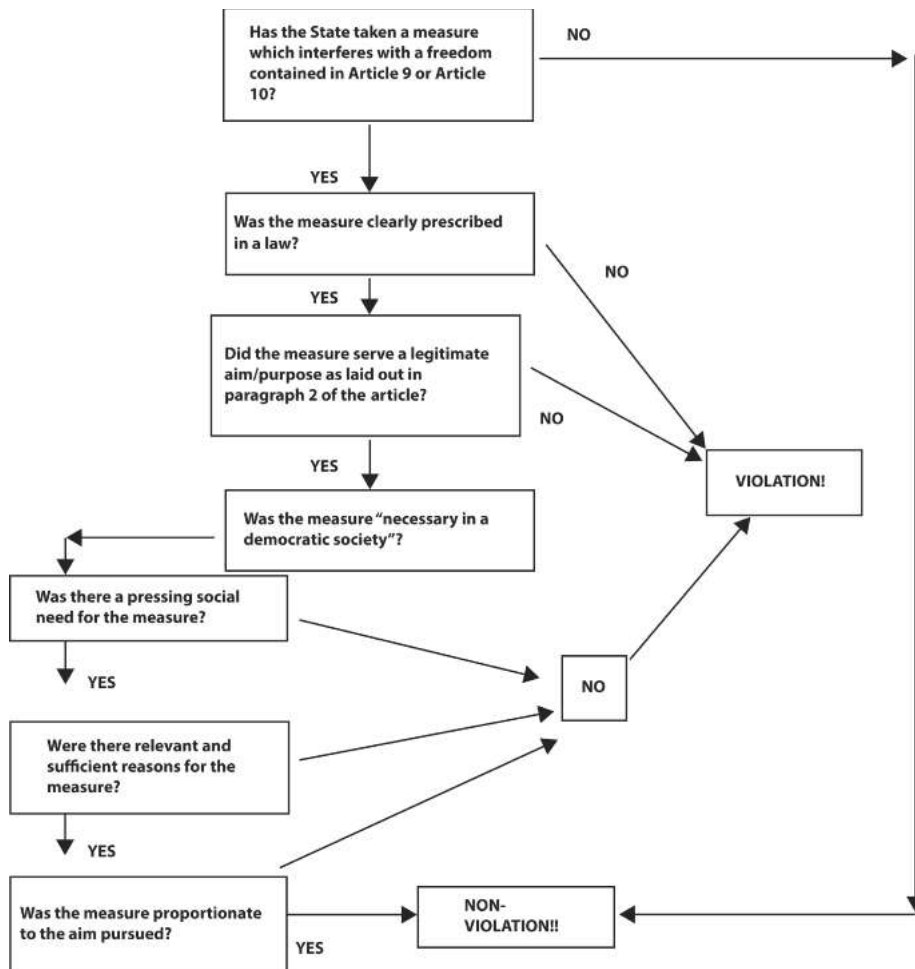 Has the State taken a measure
which interferes with a freedom
contained in Article 9 or Article
10?
NO
YES
Was the measure clearly prescribed
in a law?
NO
YES
Did the measure serve a legitimate
aim/purpose as laid out in
paragraph 2 of the article?
NO
YES
VIOLATION!
Was the measure “necessary in a
democratic society”?
Was there a pressing social
need for the measure?
YES
NO
Were there relevant and
sufficient reasons for the
measure?
YES
Was the measure proportionate
to the aim pursued?
YES
NON-
VIOLATION!!